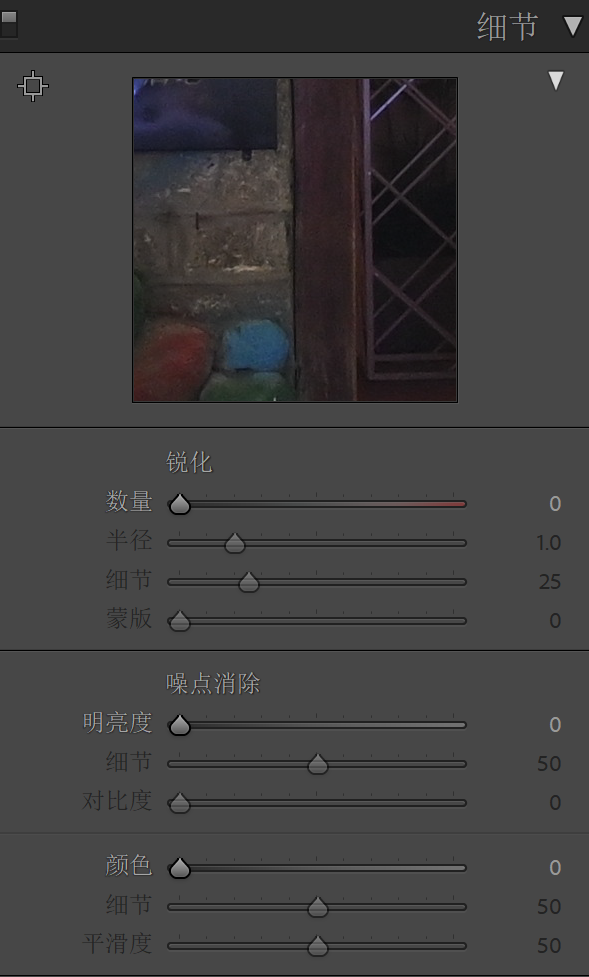 细节
锐化
数量 0
半径 1.0
细节 25
蒙版 0
噪点消除
明亮度 0
细节 50
对比度 0
颜色 0
细节 50
平滑度 50